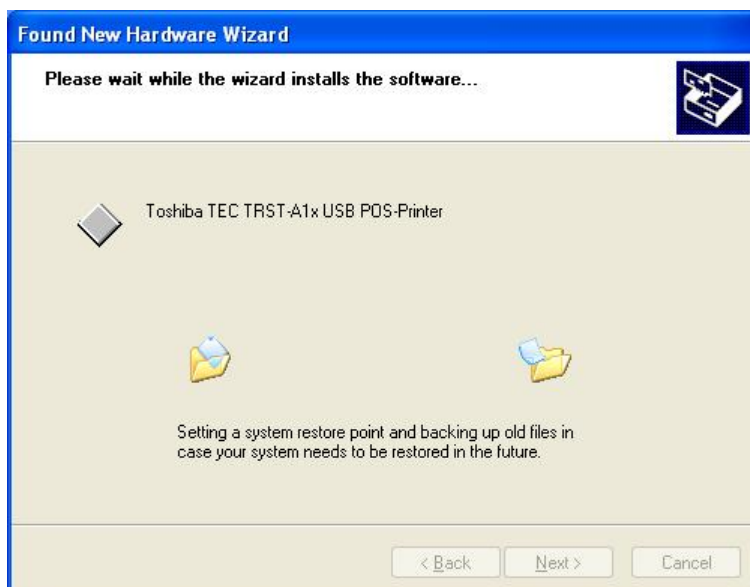 Found New Hardware Wizard
Please wait while the wizard installs the software...
Toshiba TEC TRST-A1x USB POS-Printer
Setting a system restore point and backing up old files in
case your system needs to be restored in the future.
< Back Next > Cancel